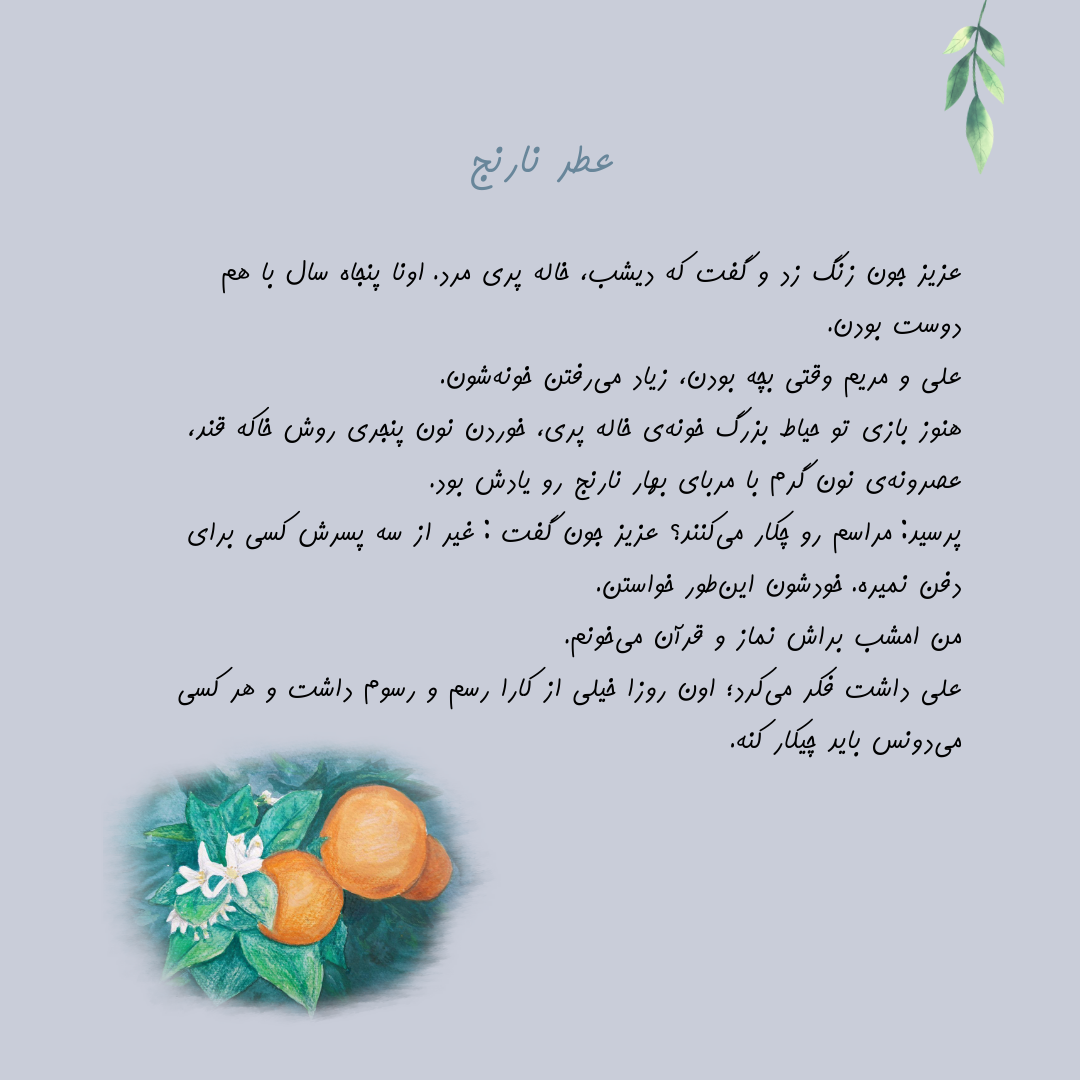 عطر نارنج
عزیز جون زنگ زد و گفت که دیشب، خاله پری مرد. اونا پنجاه سال با هم
دوست بودن.
علی و مریم وقتی بچه بودن، زیاد می‌رفتن خونه‌شون.
هنوز بازی تو حیاط بزرگ خونه‌ی خاله پری، خوردن نون پنجری روش خاکه قند،
عصرونه‌ی نون گرم با مربای بهار نارنج رو یادش بود.
پرسید: مراسم رو چکار می‌کنند؟ عزیز جون گفت : غیر از سه پسرش کسی برای
دفن نمیره. خودشون این‌طور خواستن.
من امشب براش نماز و قرآن می‌خونم.
علی داشت فکر می‌کرد؛ اون روزا خیلی از کارا رسم و رسوم داشت و هر کسی
می‌دونس باید چیکار کنه.